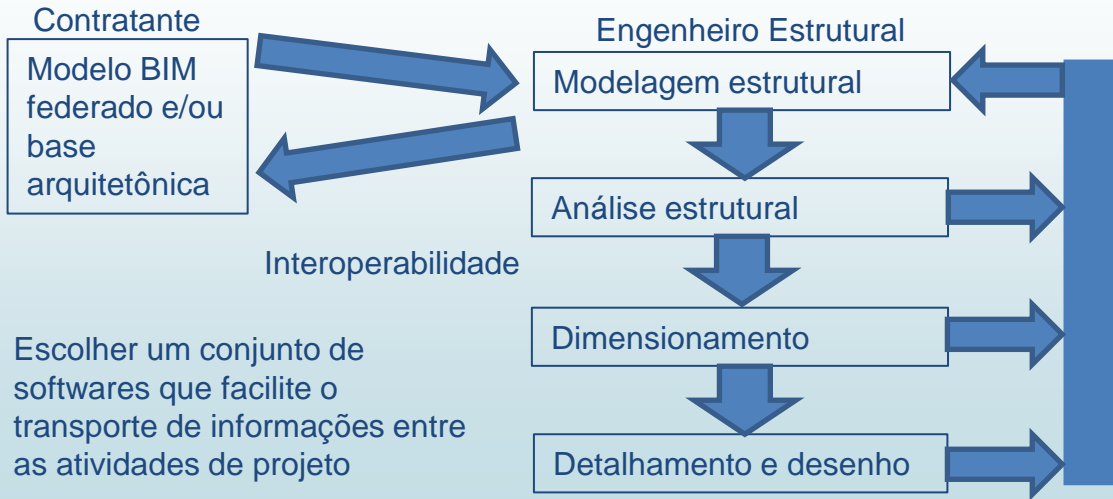 Contratante
Modelo BIM
federado e/ou
base
arquitetônica
Engenheiro Estrutural
Modelagem estrutural
Análise estrutural
Interoperabilidade
Dimensionamento
Escolher um conjunto de
softwares que facilite o
transporte de informações entre
as atividades de projeto
Detalhamento e desenho